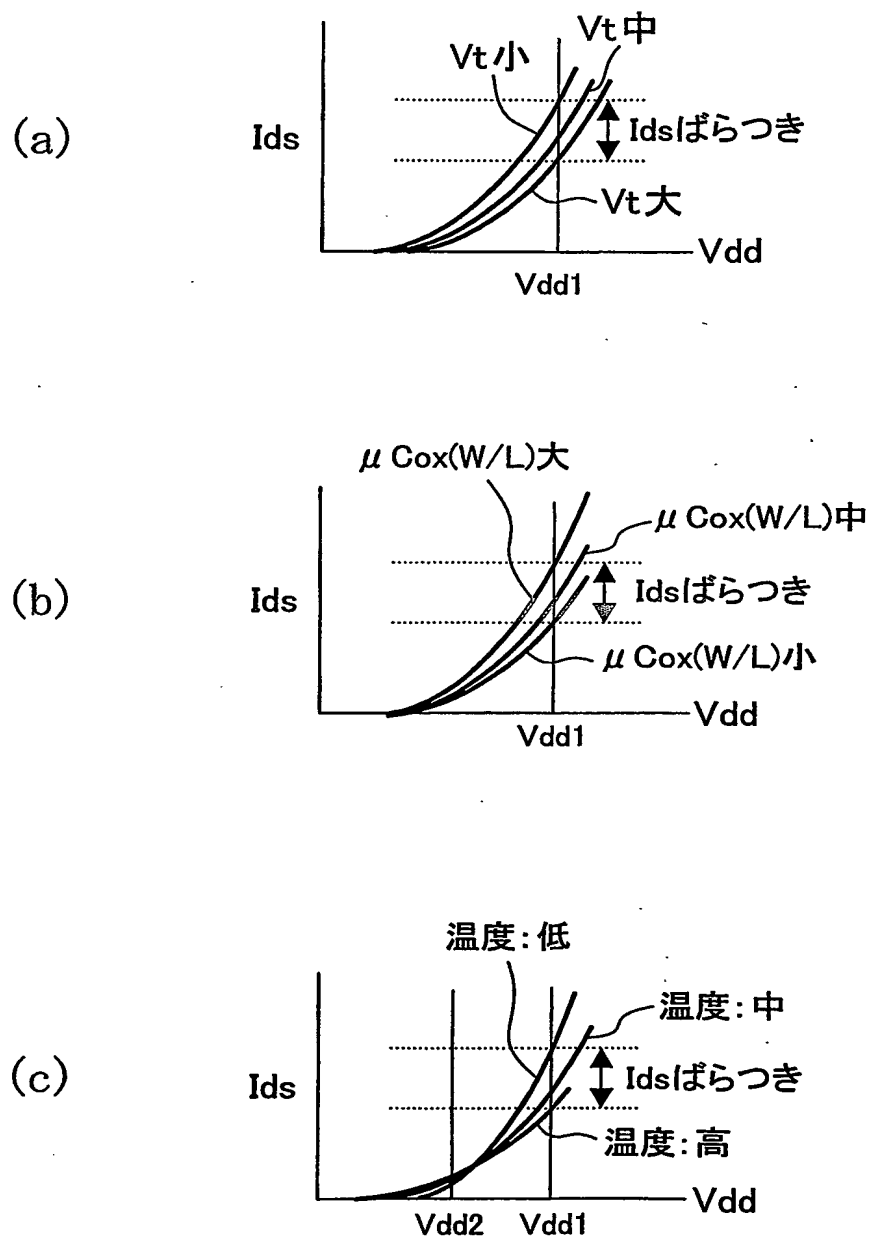 (a)
Ids
Vt小
Vt中
Idsばらつき
Vt大
Vdd
Vdd1
(b)
Ids
μCox(W/L)大
μCox(W/L)中
Idsばらつき
μCox(W/L)小
Vdd
Vdd1
(c)
Ids
温度:低
温度:中
Idsばらつき
温度:高
Vdd
Vdd2
Vdd1